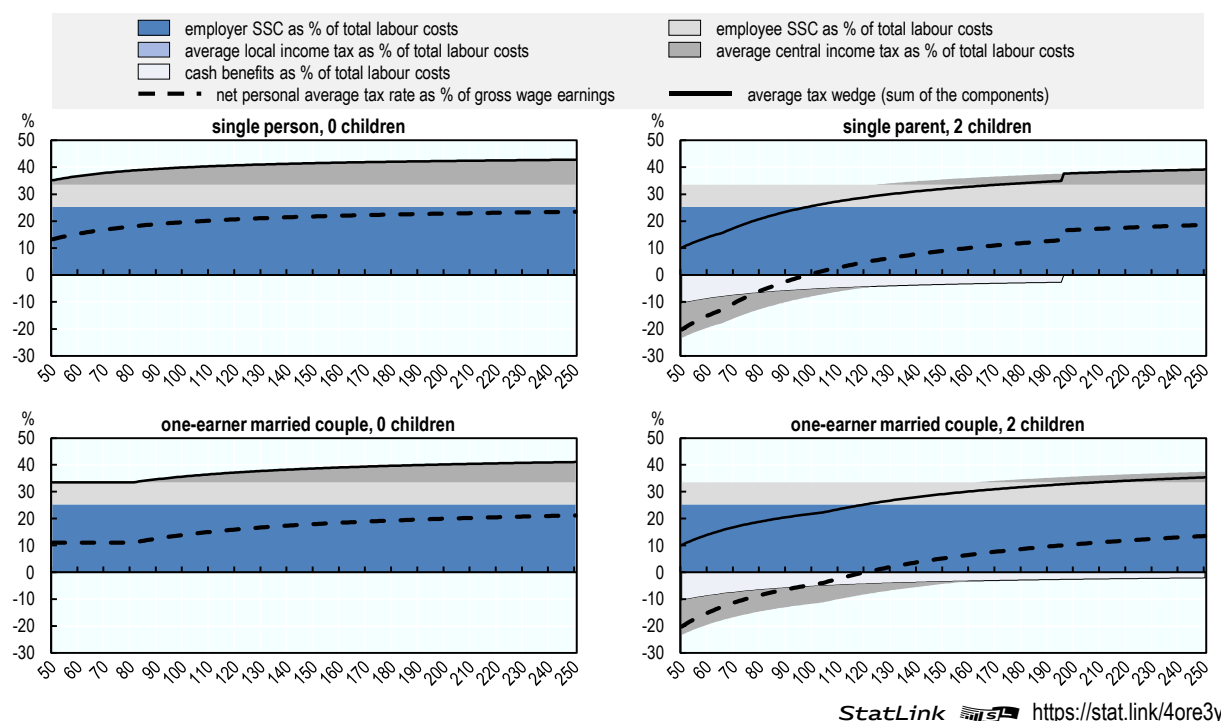 employer SSC as % of total labour costs
employee SSC as % of total labour costs
average local income tax as % of total labour costs
average central income tax as % of total labour costs
cash benefits as % of total labour costs
net personal average tax rate as % of gross wage earnings
average tax wedge (sum of the components)
%
single person, 0 children
50
40
30
20
10
0
-10
-20
-30
50 60 70 80 90 100 110 120 130 140 150 160 170 180 190 200 210 220 230 240 250
%
single parent, 2 children
50
40
30
20
10
0
-10
-20
-30
50 60 70 80 90 100 110 120 130 140 150 160 170 180 190 200 210 220 230 240 250
%
one-earner married couple, 0 children
50
40
30
20
10
0
-10
-20
-30
50 60 70 80 90 100 110 120 130 140 150 160 170 180 190 200 210 220 230 240 250
%
one-earner married couple, 2 children
50
40
30
20
10
0
-10
-20
-30
50 60 70 80 90 100 110 120 130 140 150 160 170 180 190 200 210 220 230 240 250
StatLink https://stat.link/4ore3y